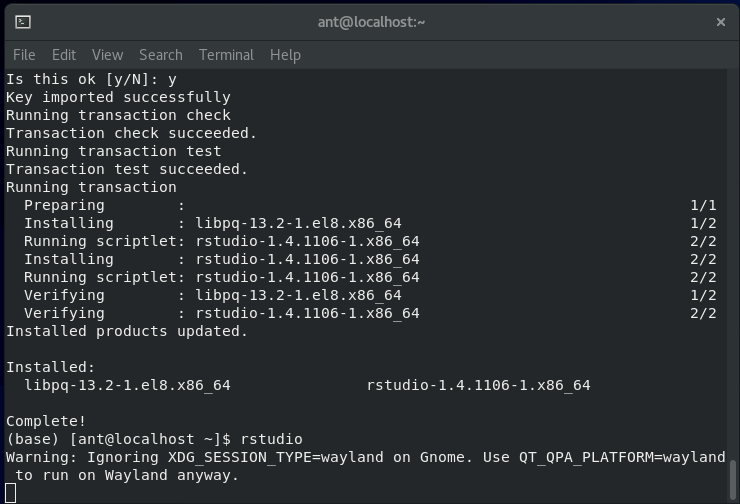 ant@localhost:~
File Edit View Search Terminal Help
Is this ok [y/N]: y
Key imported successfully
Running transaction check
Transaction check succeeded.
Running transaction test
Transaction test succeeded.
Running transaction
  Preparing        :                                                        1/1
  Installing       : libpq-13.2-1.el8.x86_64                                1/2
  Running scriptlet: rstudio-1.4.1106-1.x86_64                              2/2
  Installing       : rstudio-1.4.1106-1.x86_64                              2/2
  Running scriptlet: rstudio-1.4.1106-1.x86_64                              2/2
  Verifying        : libpq-13.2-1.el8.x86_64                                1/2
  Verifying        : rstudio-1.4.1106-1.x86_64                              2/2
Installed products updated.
Installed:
  libpq-13.2-1.el8.x86_64               rstudio-1.4.1106-1.x86_64
Complete!
(base) [ant@localhost ~]$ rstudio
Warning: Ignoring XDG_SESSION_TYPE=wayland on Gnome. Use QT_QPA_PLATFORM=wayland
 to run on Wayland anyway.